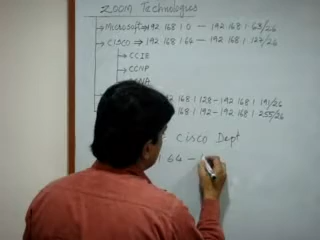 Zoom Technologies
Microsoft 192.168.1.0 — 192.168.1.63/26
CISCO ⇒ 192.168.1.64 — 192.168.1.127/26
CCIE
CCNP
CCNA
192.168.1.128 - 192.168.1.191/26
168.1.192 - 192.168.1.255/26
Cisco Dept
1.64 -